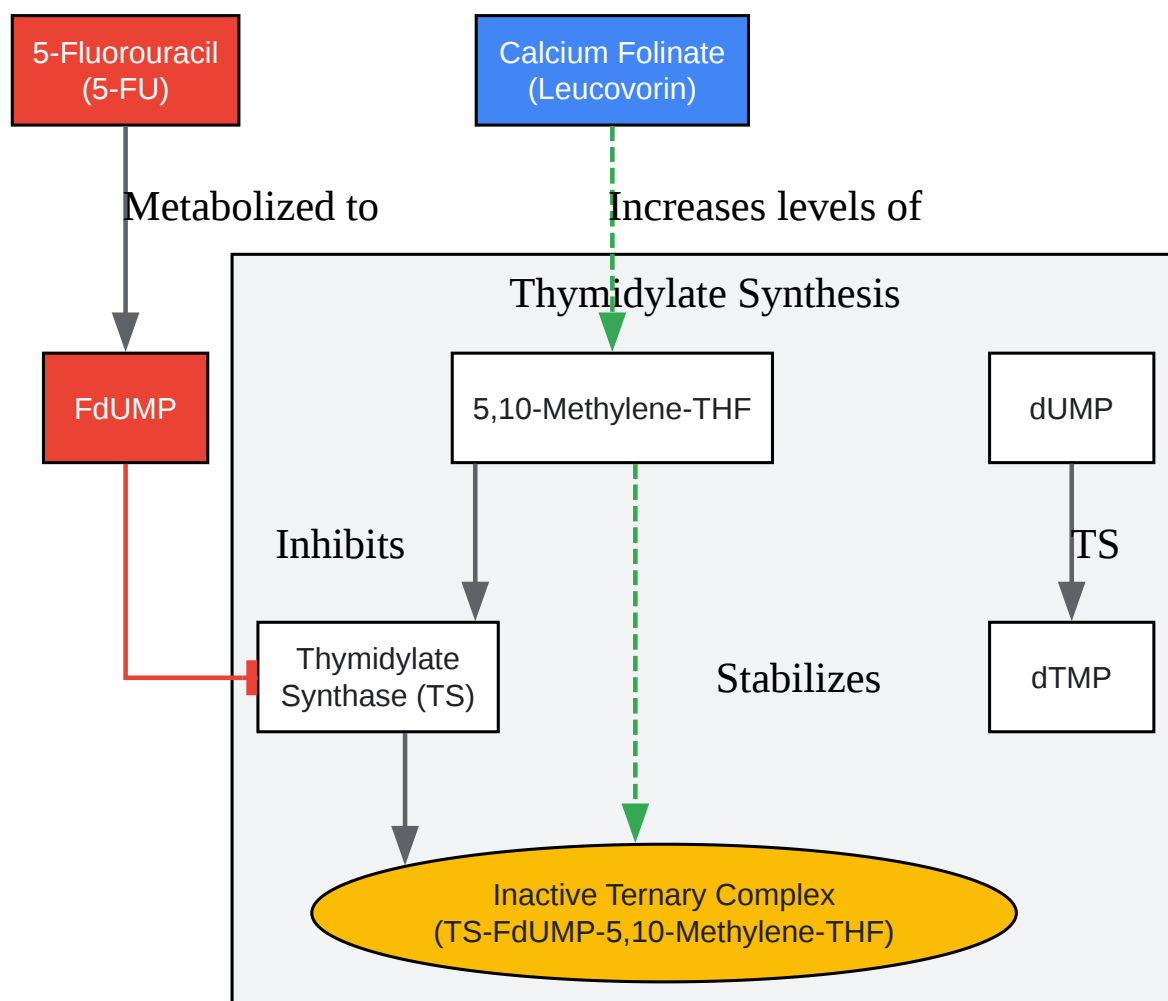 5-Fluorouracil
(5-FU)
Calcium Folinate
(Leucovorin)
Metabolized to
Increases levels of
Thymidylate Synthesis
FdUMP
5,10-Methylene-THF
dUMP
Inhibits
TS
Thymidylate
Synthase (TS)
Stabilizes
dTMP
Inactive Ternary Complex
(TS-FdUMP-5,10-Methylene-THF)